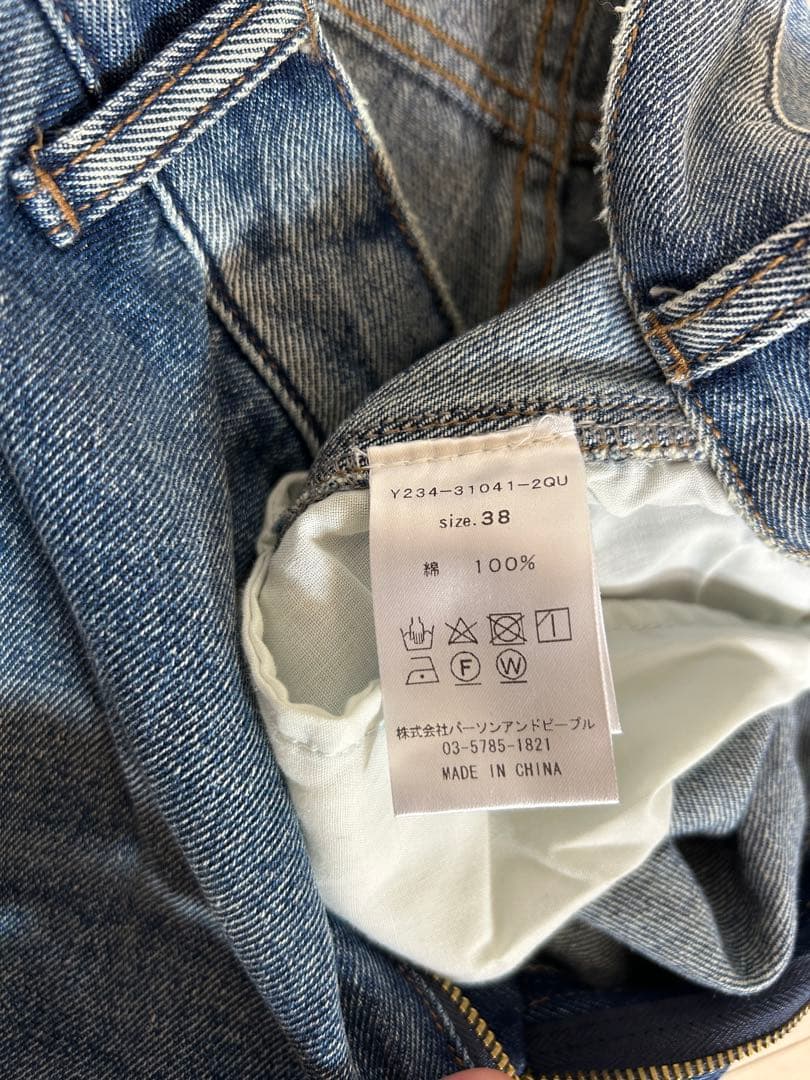 Y234-31041-2QU
size.38
綿 100%
F W
株式会社パーソンアンドピープル
03-5785-1821
MADE IN CHINA